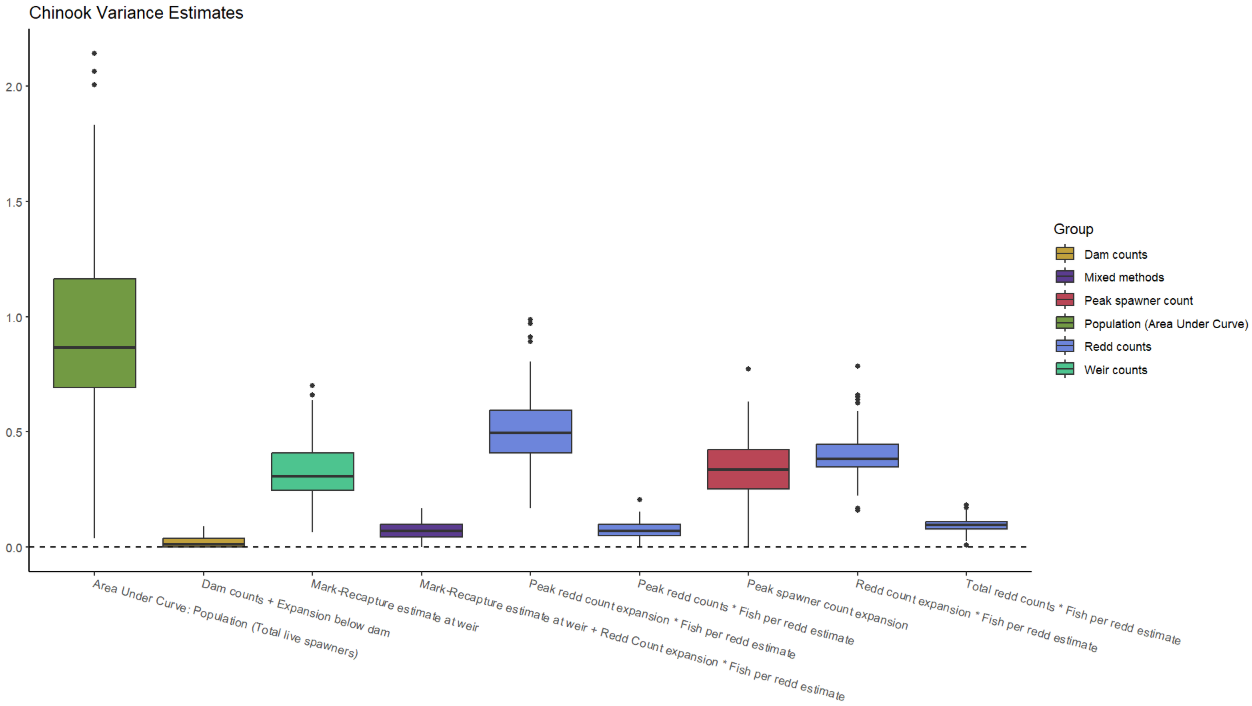 Chinook Variance Estimates
2.0
1.5
1.0
0.5
0.0
Area Under Curve: Population (Total live spawners)
Dam counts + Expansion below dam
Mark-Recapture estimate at weir
Mark-Recapture estimate at weir + Redd Count expansion * Fish per redd estimate
Peak redd count expansion * Fish per redd estimate
Peak redd counts * Fish per redd estimate
Peak spawner count expansion
Redd count expansion * Fish per redd estimate
Total redd counts * Fish per redd estimate
Group
Dam counts
Mixed methods
Peak spawner count
Population (Area Under Curve)
Redd counts
Weir counts